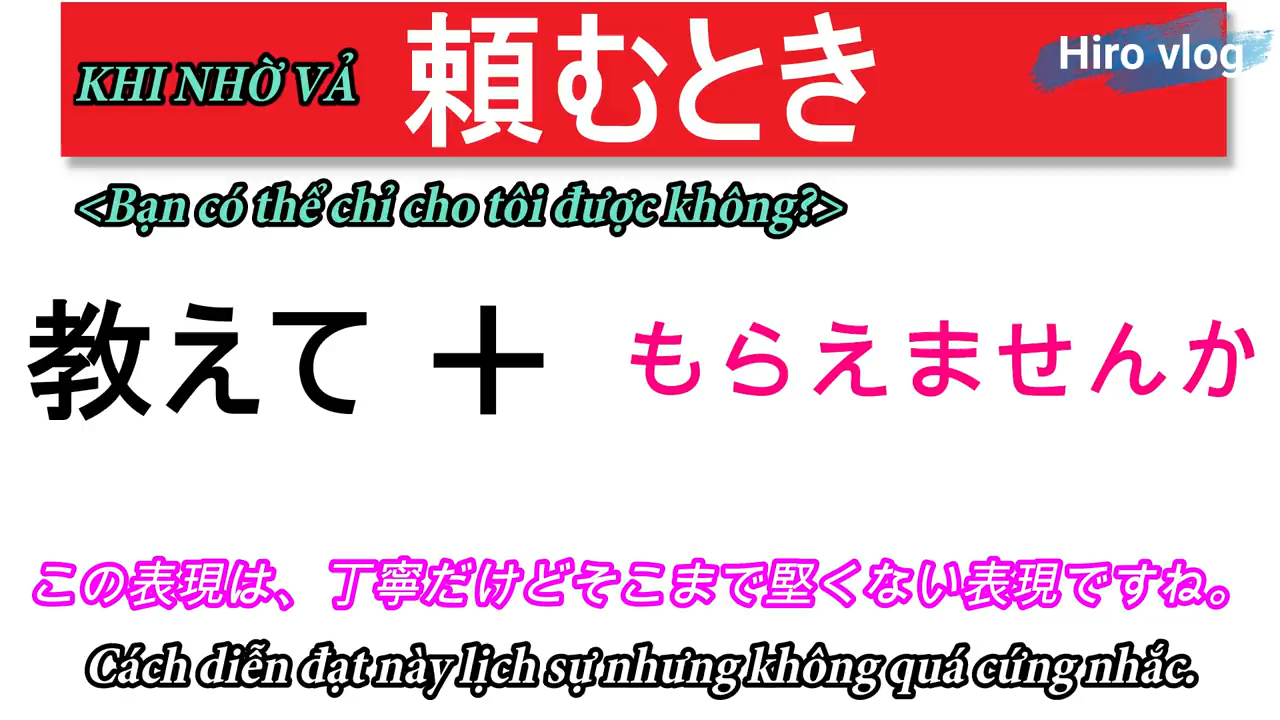 KHI NHỜ VẢ 頼むとき
Hiro vlog
<Bạn có thể chỉ cho tôi được không?>
教えて + もらえませんか
この表現は、丁寧だけどそこまで堅くない表現ですね。
Cách diễn đạt này lịch sự nhưng không quá cứng nhắc.